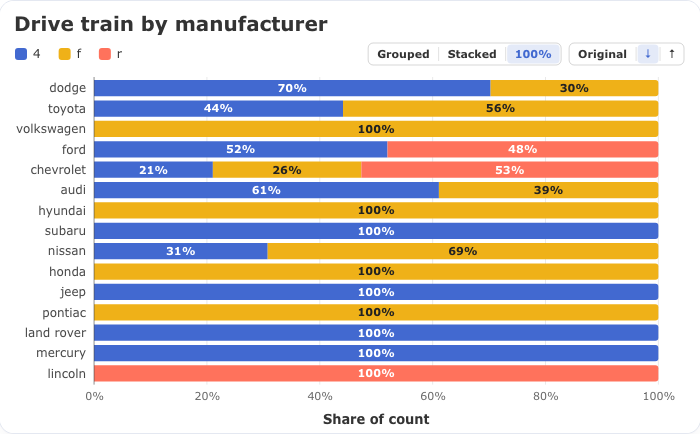 Drive train by manufacturer
4 f r Grouped Stacked 100% Original ↓ ↑
dodge 70% 30%
toyota 44% 56%
volkswagen 100%
ford 52% 48%
chevrolet 21% 26% 53%
audi 61% 39%
hyundai 100%
subaru 100%
nissan 31% 69%
honda 100%
jeep 100%
pontiac 100%
land rover 100%
mercury 100%
lincoln 100%
0% 20% 40% 60% 80% 100%
Share of count